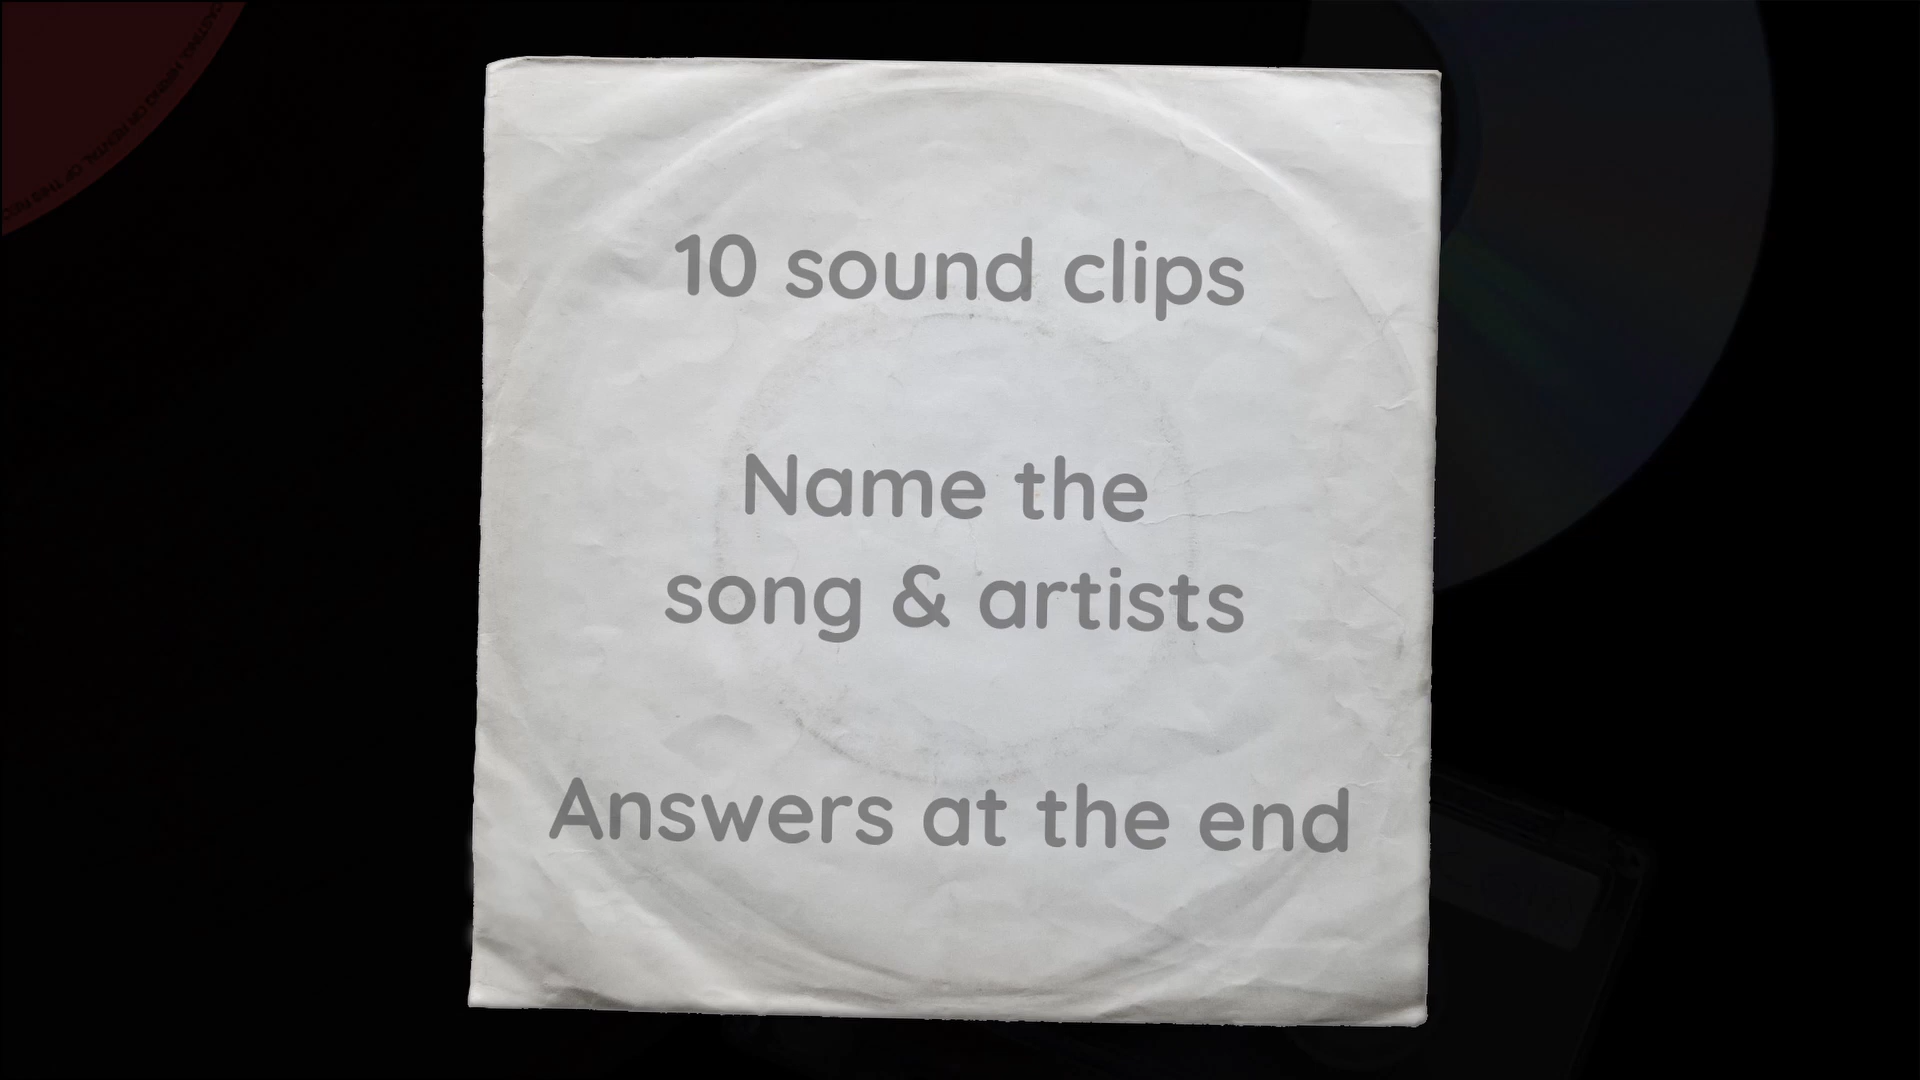 10 sound clips
Name the
song & artists
Answers at the end